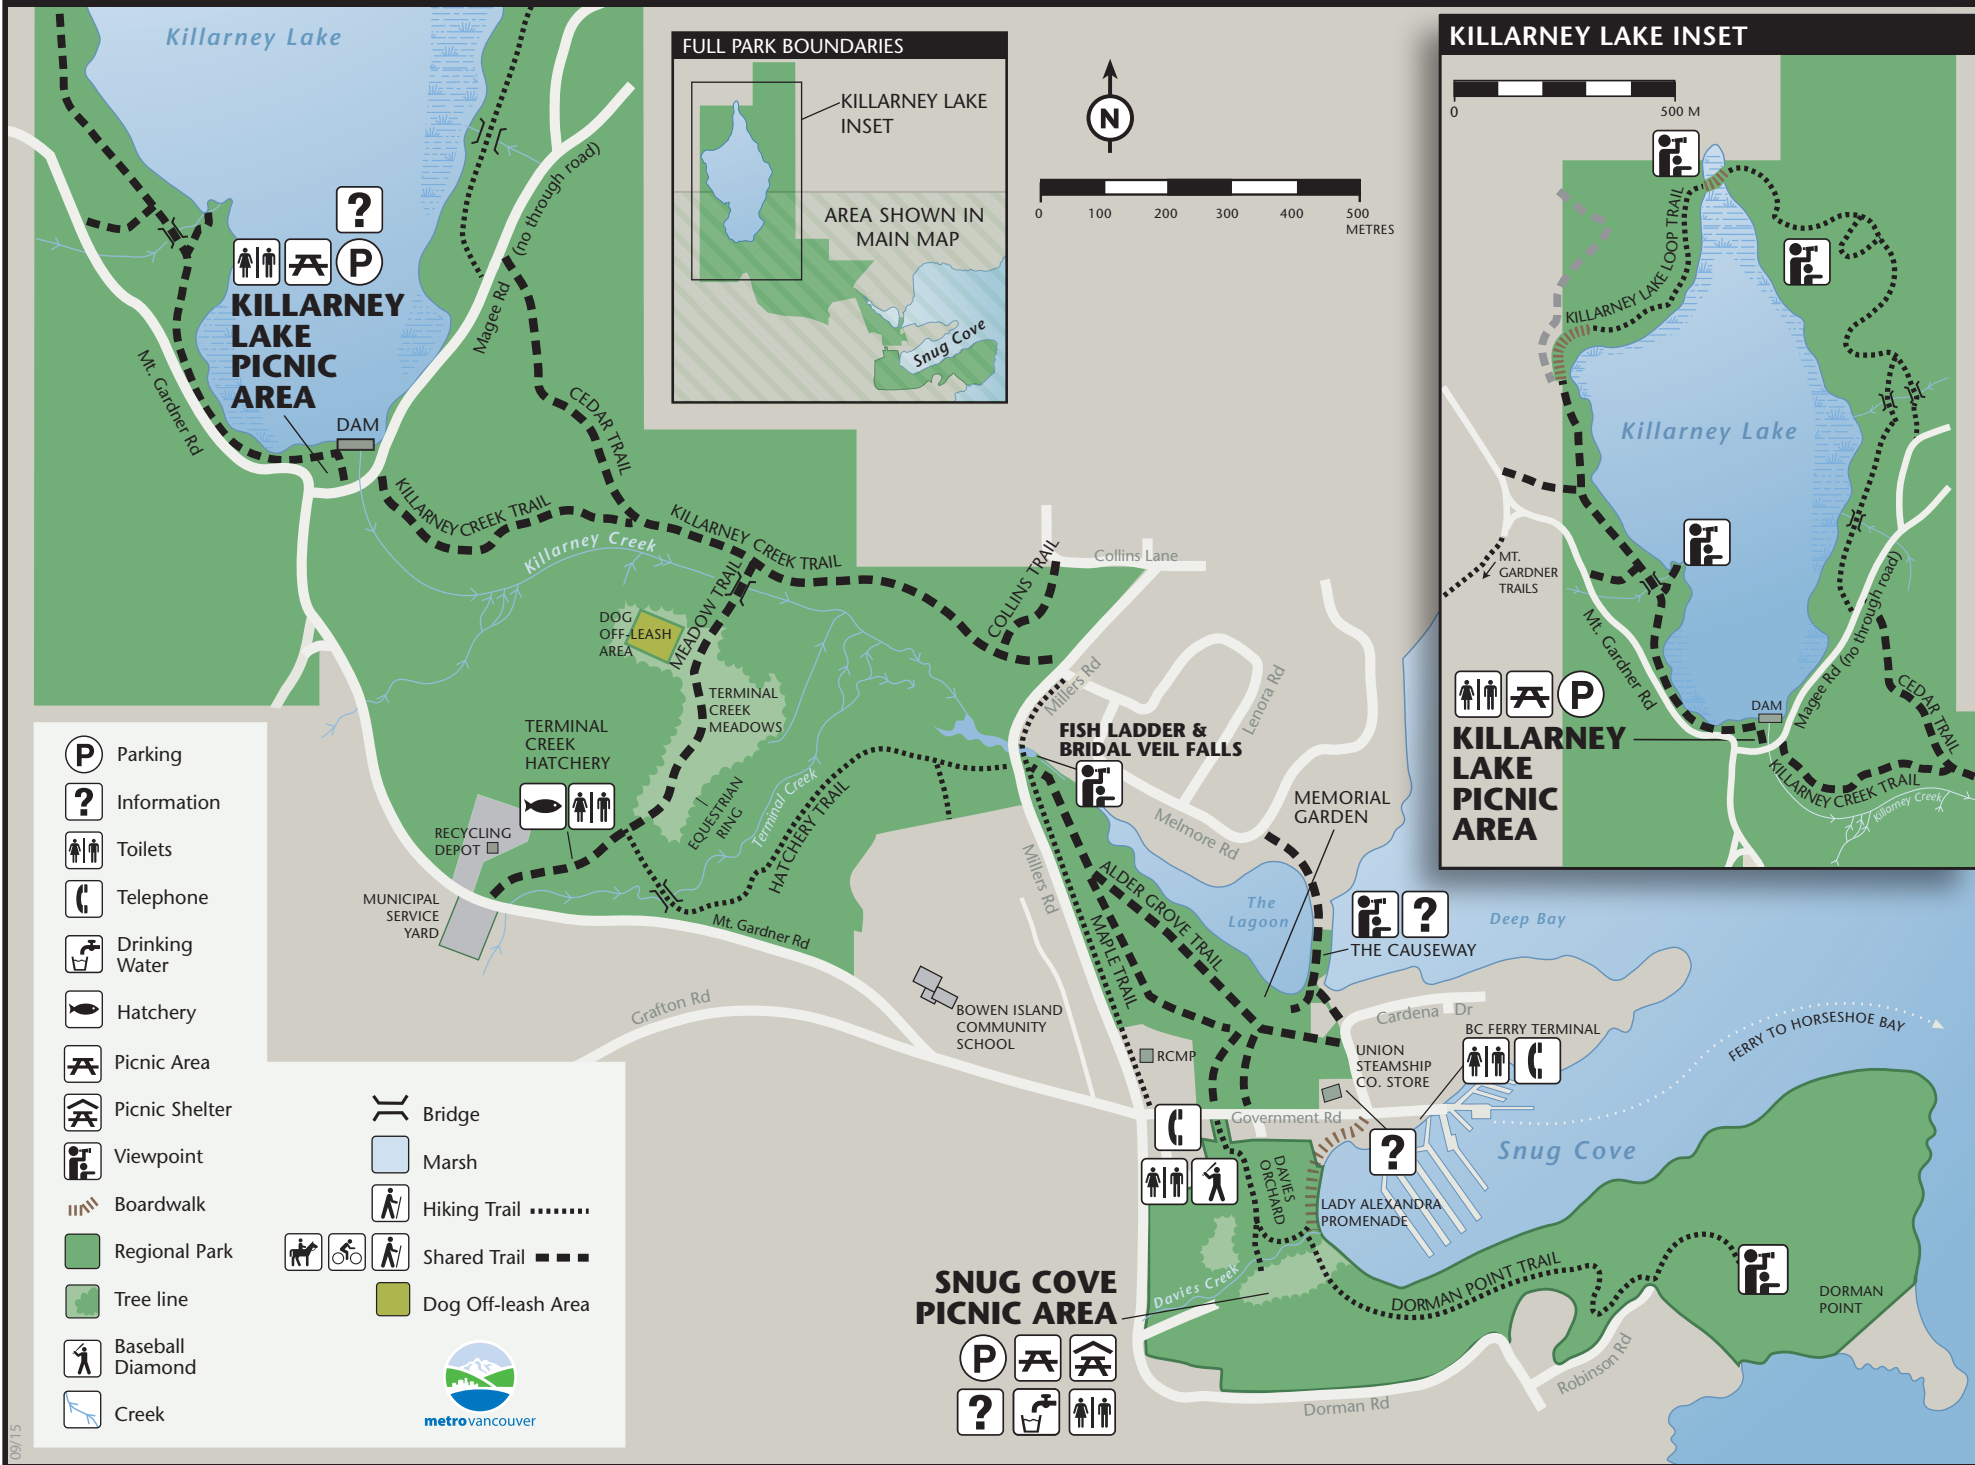 Killarney Lake
Mt. Gardner Rd
Magee Rd (no through road)
?
P
KILLARNEY
LAKE
PICNIC
AREA
DAM
CEDAR TRAIL
KILLARNEY CREEK TRAIL
KILLARNEY CREEK TRAIL
Killarney Creek
FULL PARK BOUNDARIES
KILLARNEY LAKE
INSET
AREA SHOWN IN
MAIN MAP
Snug Cove
N
0 100 200 300 400 500
METRES
KILLARNEY LAKE INSET
0 500 M
KILLARNEY LAKE LOOP TRAIL
Killarney Lake
MT.
GARDNER
TRAILS
Mt. Gardner Rd
Magee Rd (no through road)
P
KILLARNEY
LAKE
PICNIC
AREA
DAM
CEDAR TRAIL
KILLARNEY CREEK TRAIL
Killarney Creek
Collins Lane
COLLINS TRAIL
MEADOW TRAIL
DOG
OFF-LEASH
AREA
TERMINAL
CREEK
MEADOWS
TERMINAL
CREEK
HATCHERY
EQUESTRIAN
RING
Terminal Creek
HATCHERY TRAIL
RECYCLING
DEPOT
MUNICIPAL
SERVICE
YARD
Mt. Gardner Rd
Grafton Rd
BOWEN ISLAND
COMMUNITY
SCHOOL
Millers Rd
Lenora Rd
FISH LADDER &
BRIDAL VEIL FALLS
Melmore Rd
Millers Rd
MEMORIAL
GARDEN
ALDER GROVE TRAIL
MAPLE TRAIL
The
Lagoon
?
THE CAUSEWAY
Deep Bay
Cardena Dr
RCMP
UNION
STEAMSHIP
CO. STORE
BC FERRY TERMINAL
FERRY TO HORSESHOE BAY
Government Rd
?
Snug Cove
DAVIES
ORCHARD
LADY ALEXANDRA
PROMENADE
Davies Creek
SNUG COVE
PICNIC AREA
P
?
DORMAN POINT TRAIL
DORMAN
POINT
Robinson Rd
Dorman Rd
P Parking
? Information
Toilets
Telephone
Drinking
Water
Hatchery
Picnic Area
Picnic Shelter
Viewpoint
Boardwalk
Regional Park
Tree line
Baseball
Diamond
Creek
Bridge
Marsh
Hiking Trail
Shared Trail
Dog Off-leash Area
metrovancouver
09/15